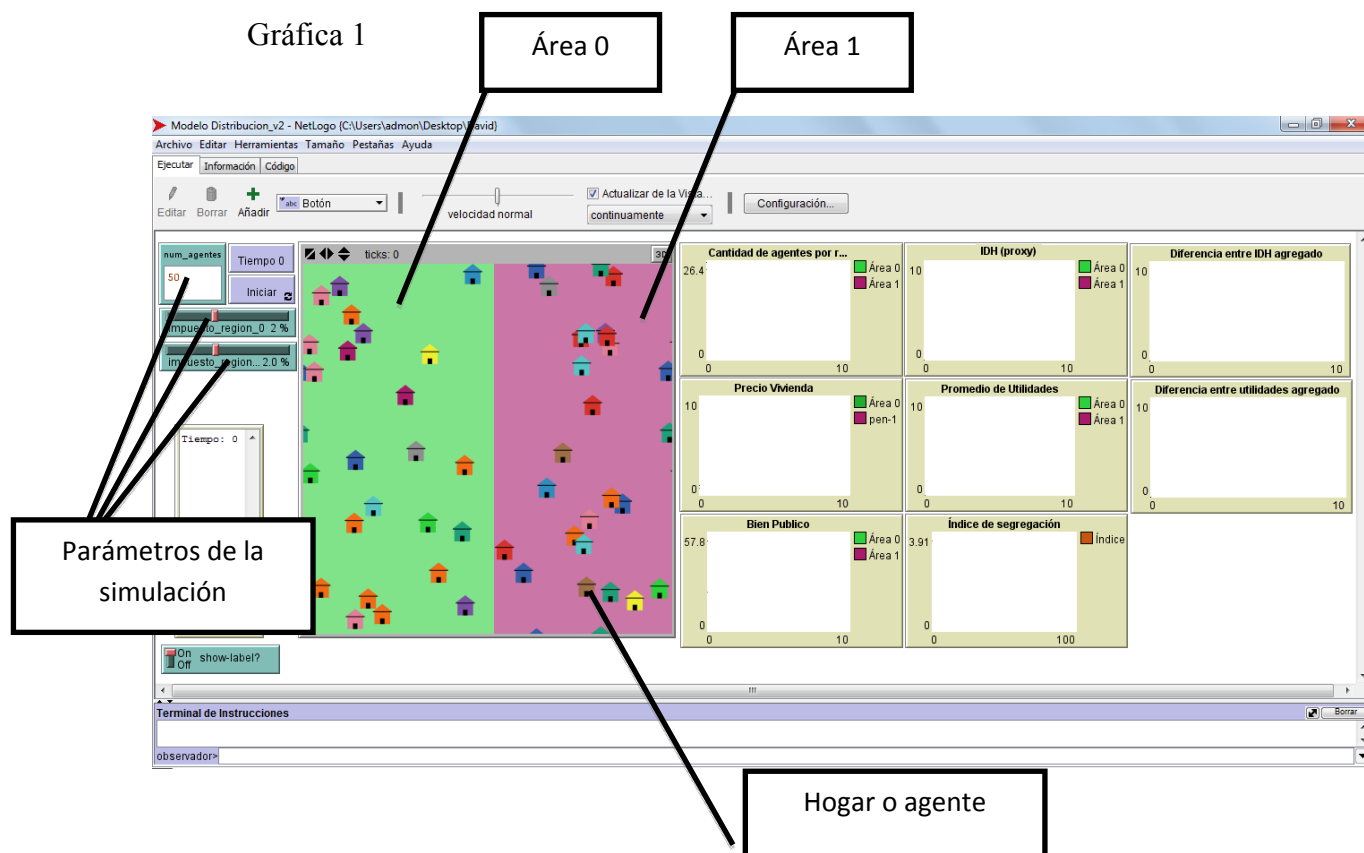 Gráfica 1
Área 0
Área 1
Modelo Distribucion_v2 - NetLogo {C:\Users\admon\Desktop\ avid}
Archivo Editar Herramientas Tamaño Pestañas Ayuda
Ejecutar Información Código
Editar Borrar Añadir
abc Botón
velocidad normal
Actualizar de la Vista...
continuamente
Configuración...
num_agentes
50
Tiempo 0
Iniciar
impuesto_region_0 2 %
impuesto_region... 2.0 %
Tiempo: 0
ticks: 0
3D
Cantidad de agentes por r...
26.4
0
0 10
Área 0
Área 1
IDH (proxy)
10
0
0 10
Área 0
Área 1
Diferencia entre IDH agregado
10
0
0 10
Precio Vivienda
10
0
0 10
Área 0
pen-1
Promedio de Utilidades
10
0
0 10
Área 0
Área 1
Diferencia entre utilidades agregado
10
0
0 10
Bien Publico
57.8
0
0 10
Área 0
Área 1
Índice de segregación
3.91
0
0 100
Índice
Parámetros de la
simulación
On
Off
show-label?
Terminal de Instrucciones
Borrar
observador>
Hogar o agente